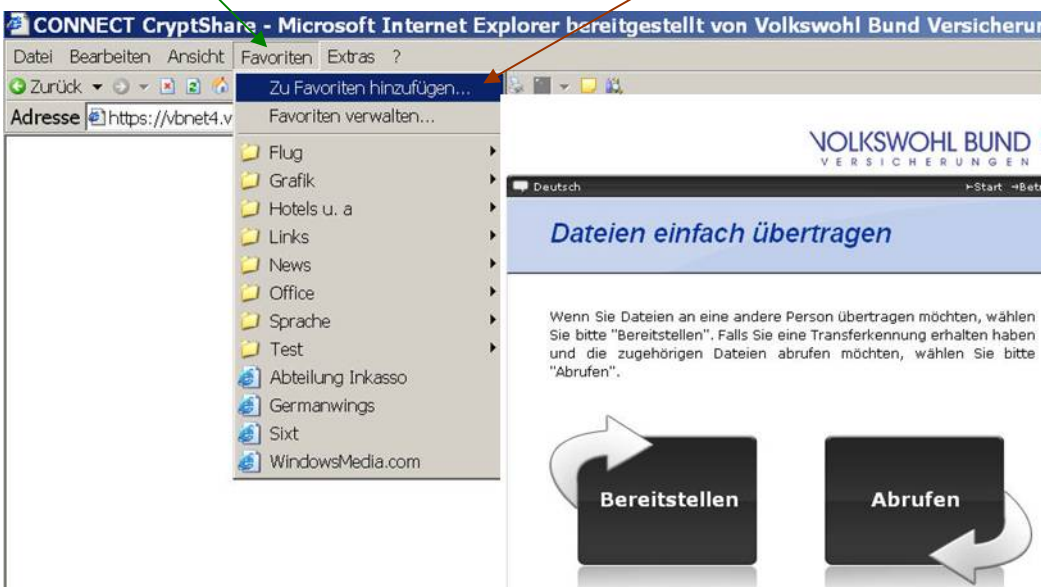 CONNECT CryptShare - Microsoft Internet Explorer bereitgestellt von Volkswohl Bund
Datei Bearbeiten Ansicht Favoriten Extras ?
Zurück
Adresse https://vbnet4.v
Zu Favoriten hinzufügen...
Favoriten verwalten...
Flug
Grafik
Hotels u. a
Links
News
Office
Sprache
Test
Abteilung Inkasso
Germanwings
Sixt
WindowsMedia.com
VOLKSWOHL BUND
VERSICHERUNGEN
Deutsch Start
Dateien einfach übertragen
Wenn Sie Dateien an eine andere Person übertragen möchten, wählen
Sie bitte "Bereitstellen". Falls Sie eine Transferkennung erhalten haben
und die zugehörigen Dateien abrufen möchten, wählen Sie bitte
"Abrufen".
Bereitstellen Abrufen